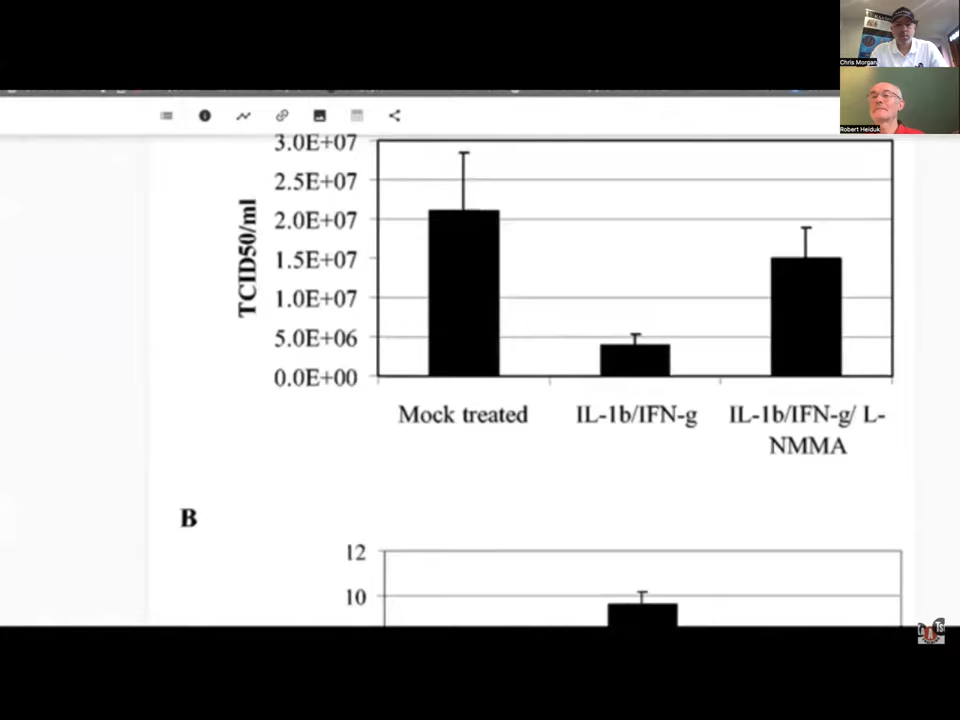 Chris Morgan
Robert Heiduk
3.0E+07
2.5E+07
2.0E+07
1.5E+07
1.0E+07
5.0E+06
0.0E+00
TCID50/ml
Mock treated
IL-1b/IFN-g
IL-1b/IFN-g/ L-
NMMA
B
12
10